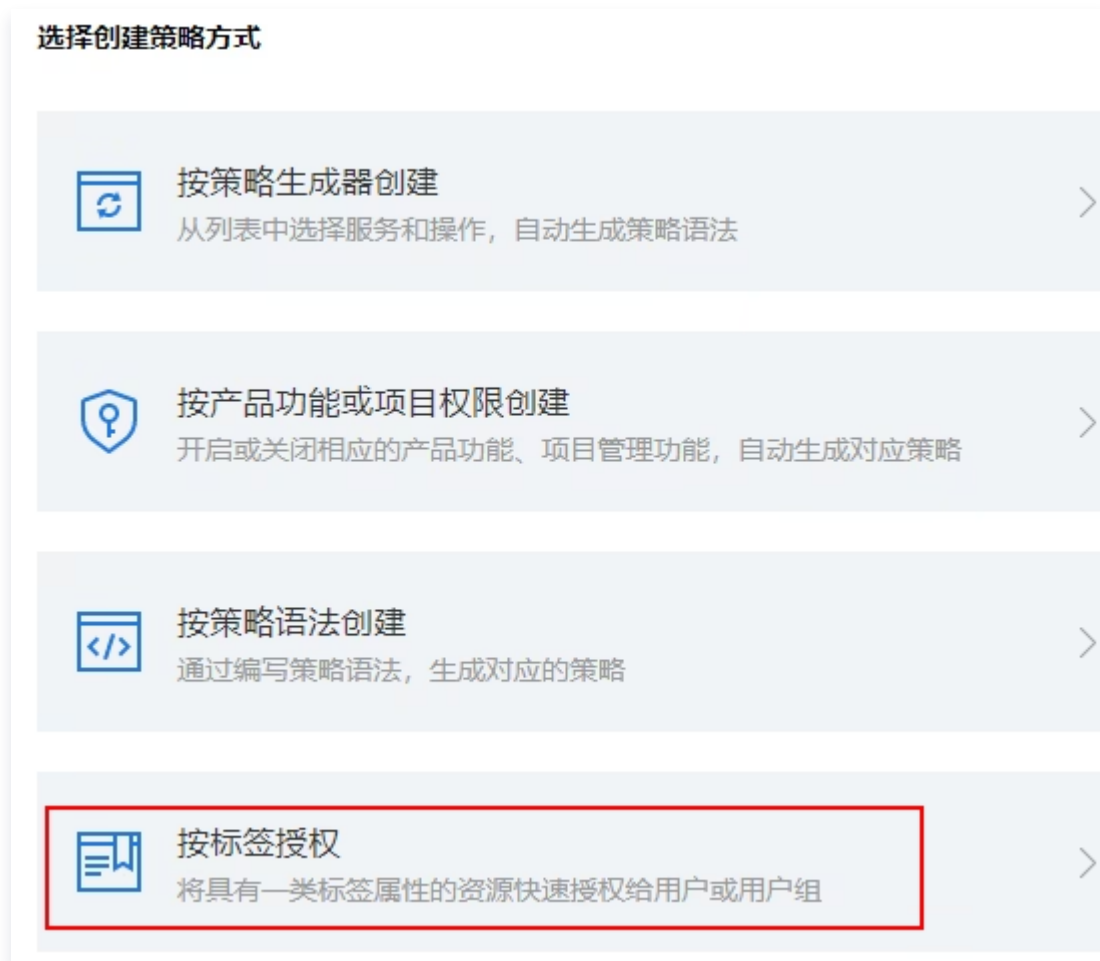 选择创建策略方式
按策略生成器创建
从列表中选择服务和操作，自动生成策略语法
按产品功能或项目权限创建
开启或关闭相应的产品功能、项目管理功能，自动生成对应策略
按策略语法创建
通过编写策略语法，生成对应的策略
按标签授权
将具有一类标签属性的资源快速授权给用户或用户组